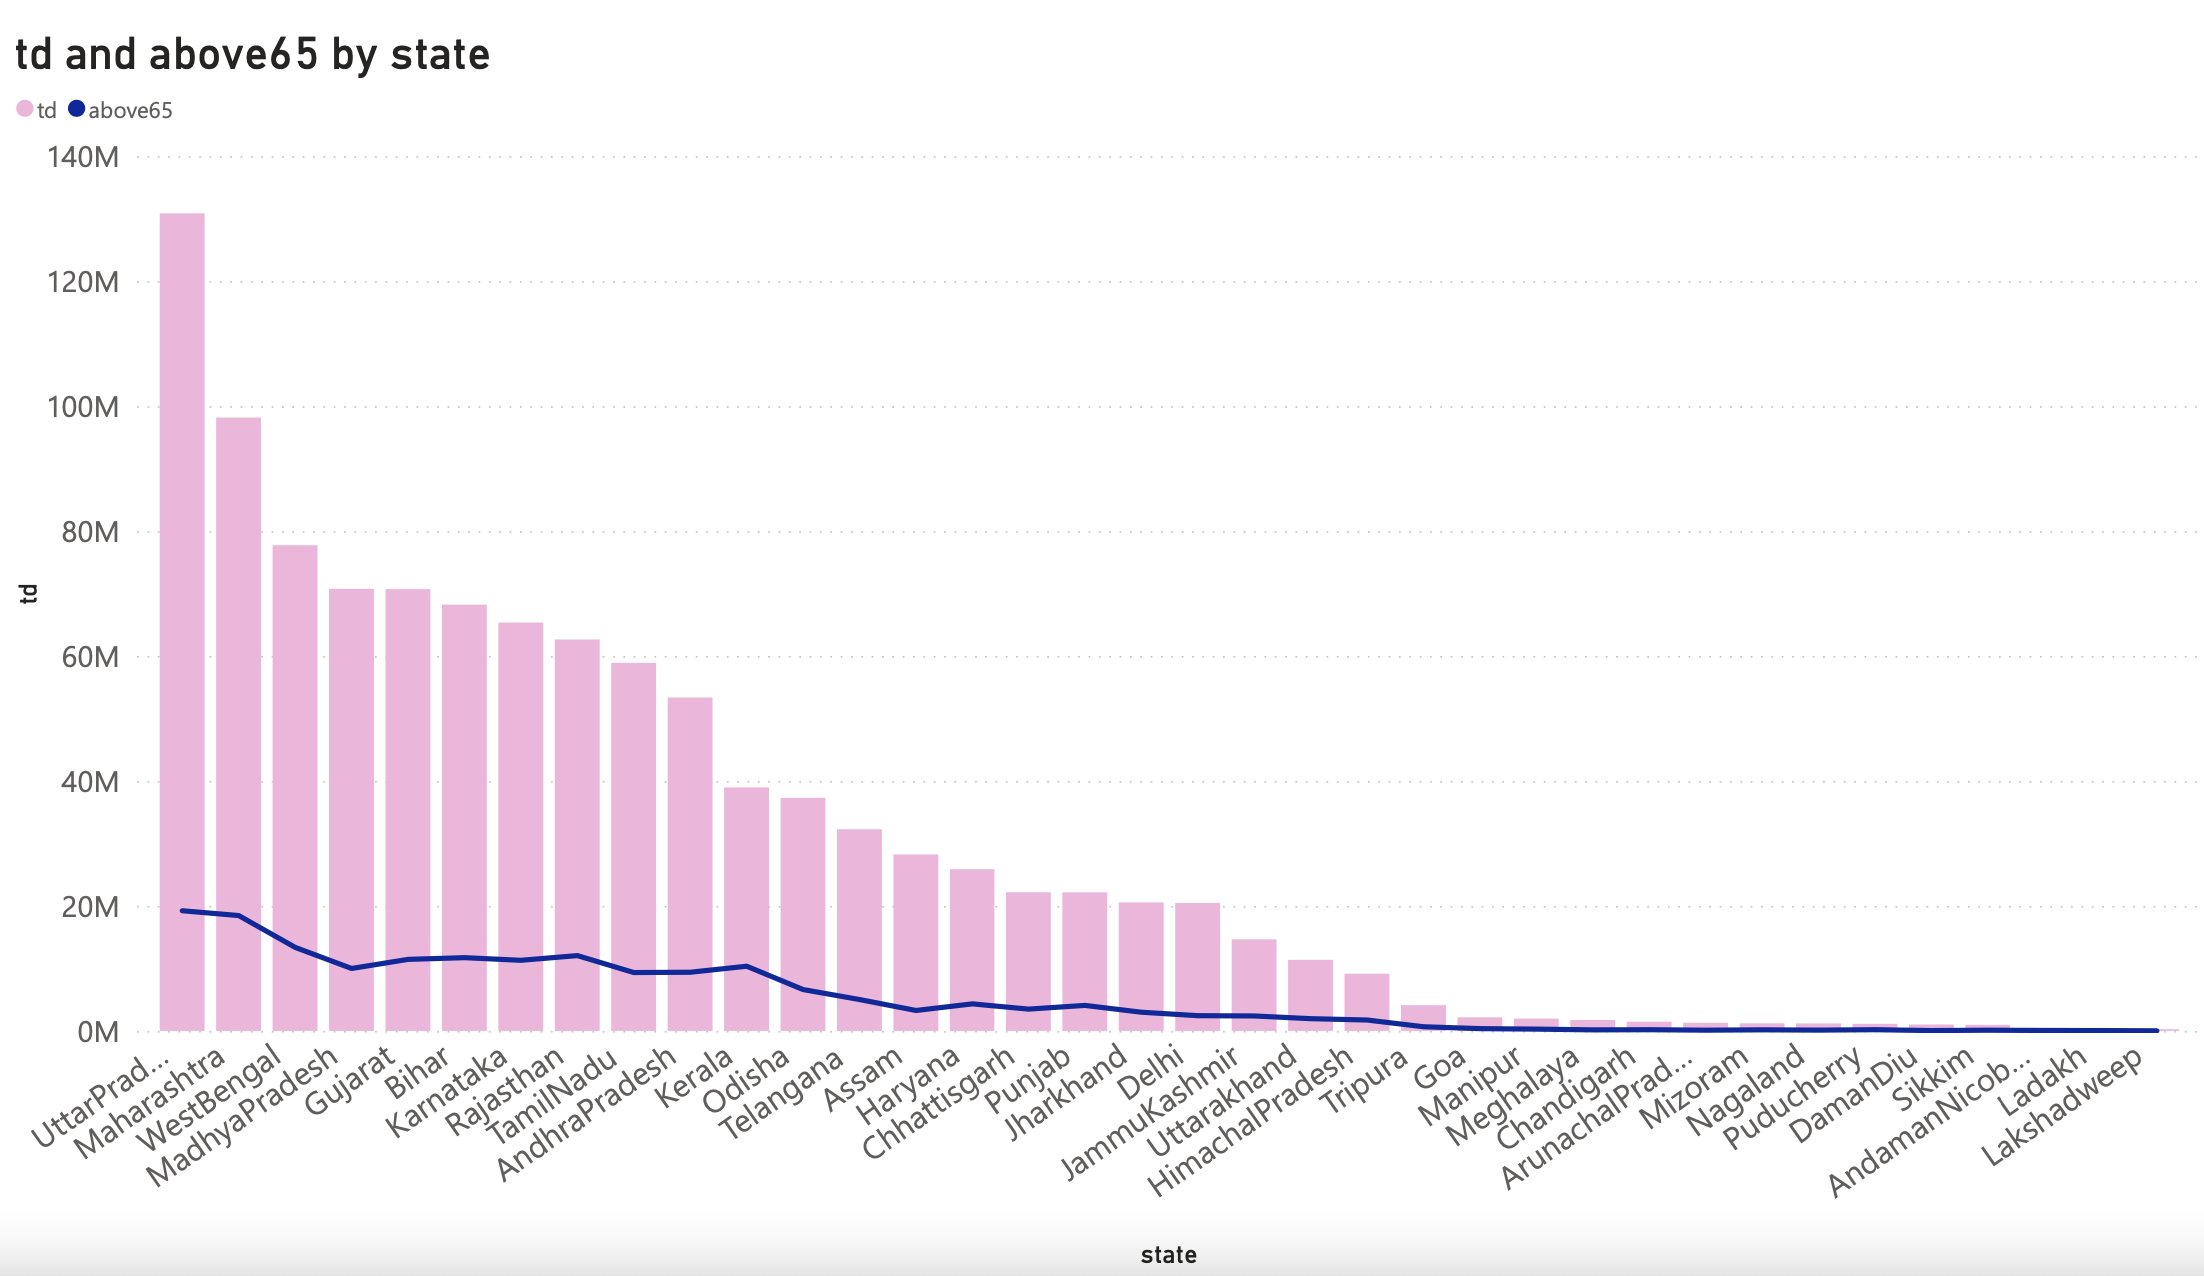 td and above65 by state
td above65
140M
120M
100M
80M
60M
40M
20M
0M
td
UttarPrad...
Maharashtra
WestBengal
MadhyaPradesh
Gujarat
Bihar
Karnataka
Rajasthan
TamilNadu
AndhraPradesh
Kerala
Odisha
Telangana
Assam
Haryana
Chhattisgarh
Punjab
Jharkhand
Delhi
JammuKashmir
Uttarakhand
HimachalPradesh
Tripura
Goa
Manipur
Meghalaya
Chandigarh
ArunachalPrad...
Mizoram
Nagaland
Puducherry
DamanDiu
Sikkim
AndamanNicob...
Ladakh
Lakshadweep
state